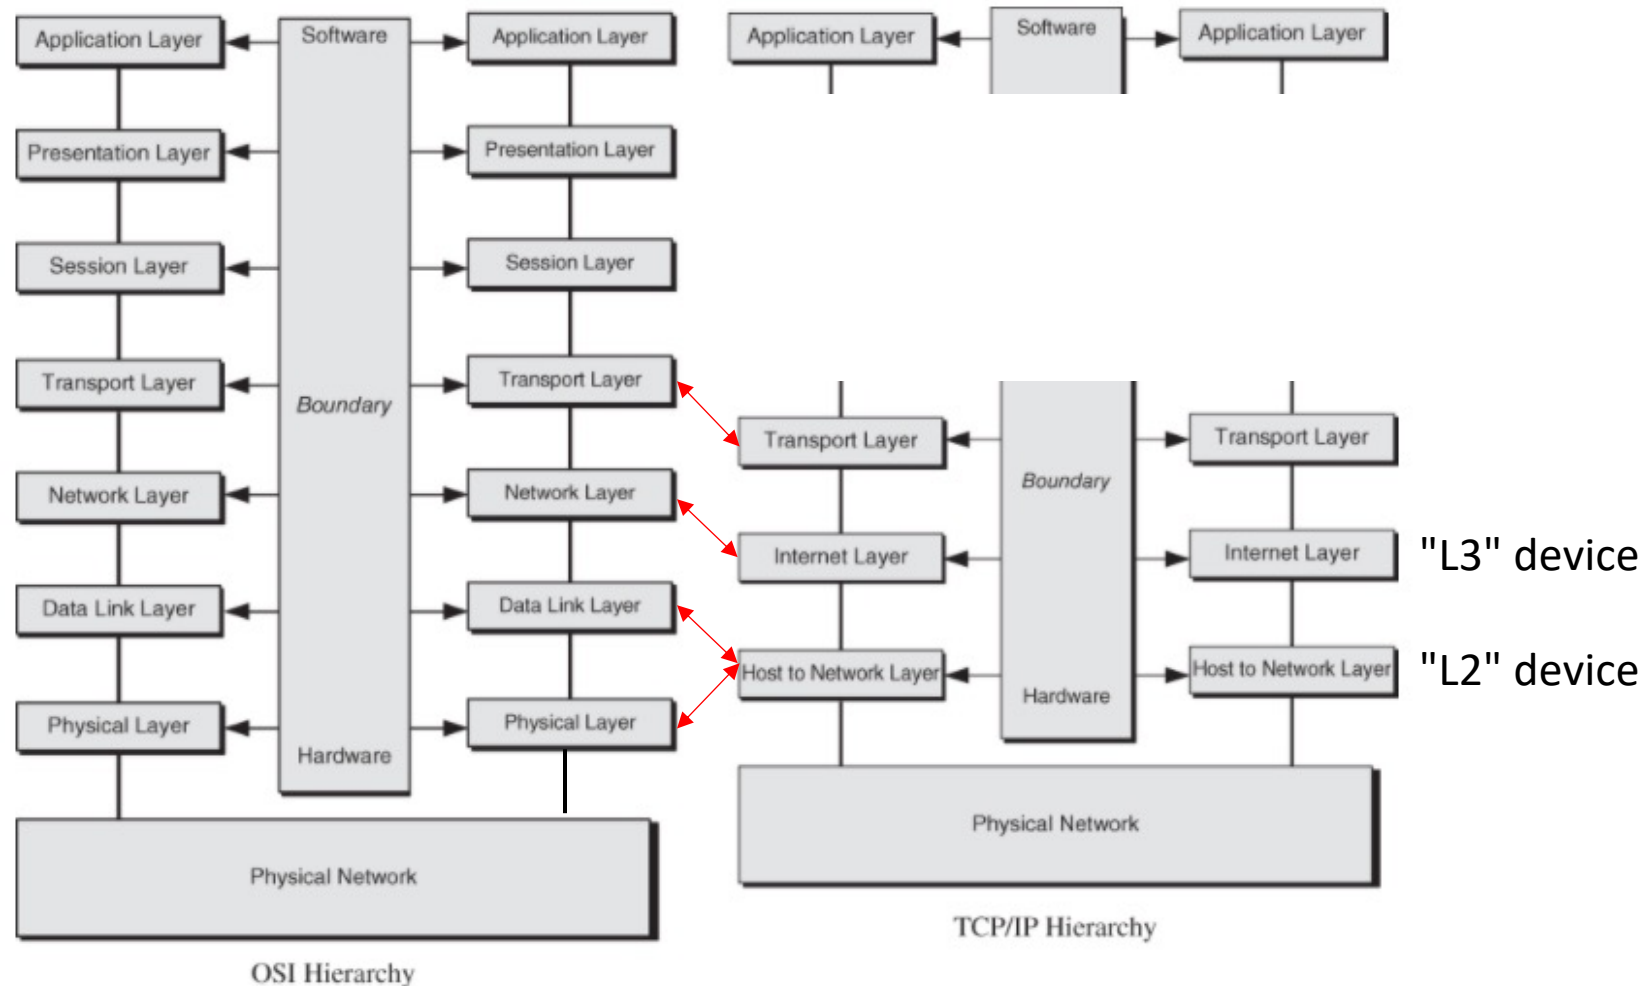 Application Layer
Software
Application Layer
Presentation Layer
Presentation Layer
Session Layer
Session Layer
Transport Layer
Boundary
Transport Layer
Network Layer
Network Layer
Data Link Layer
Data Link Layer
Physical Layer
Hardware
Physical Layer
Physical Network
OSI Hierarchy
Application Layer
Software
Application Layer
Transport Layer
Boundary
Transport Layer
Internet Layer
Internet Layer
"L3" device
Host to Network Layer
Hardware
Host to Network Layer
"L2" device
Physical Network
TCP/IP Hierarchy